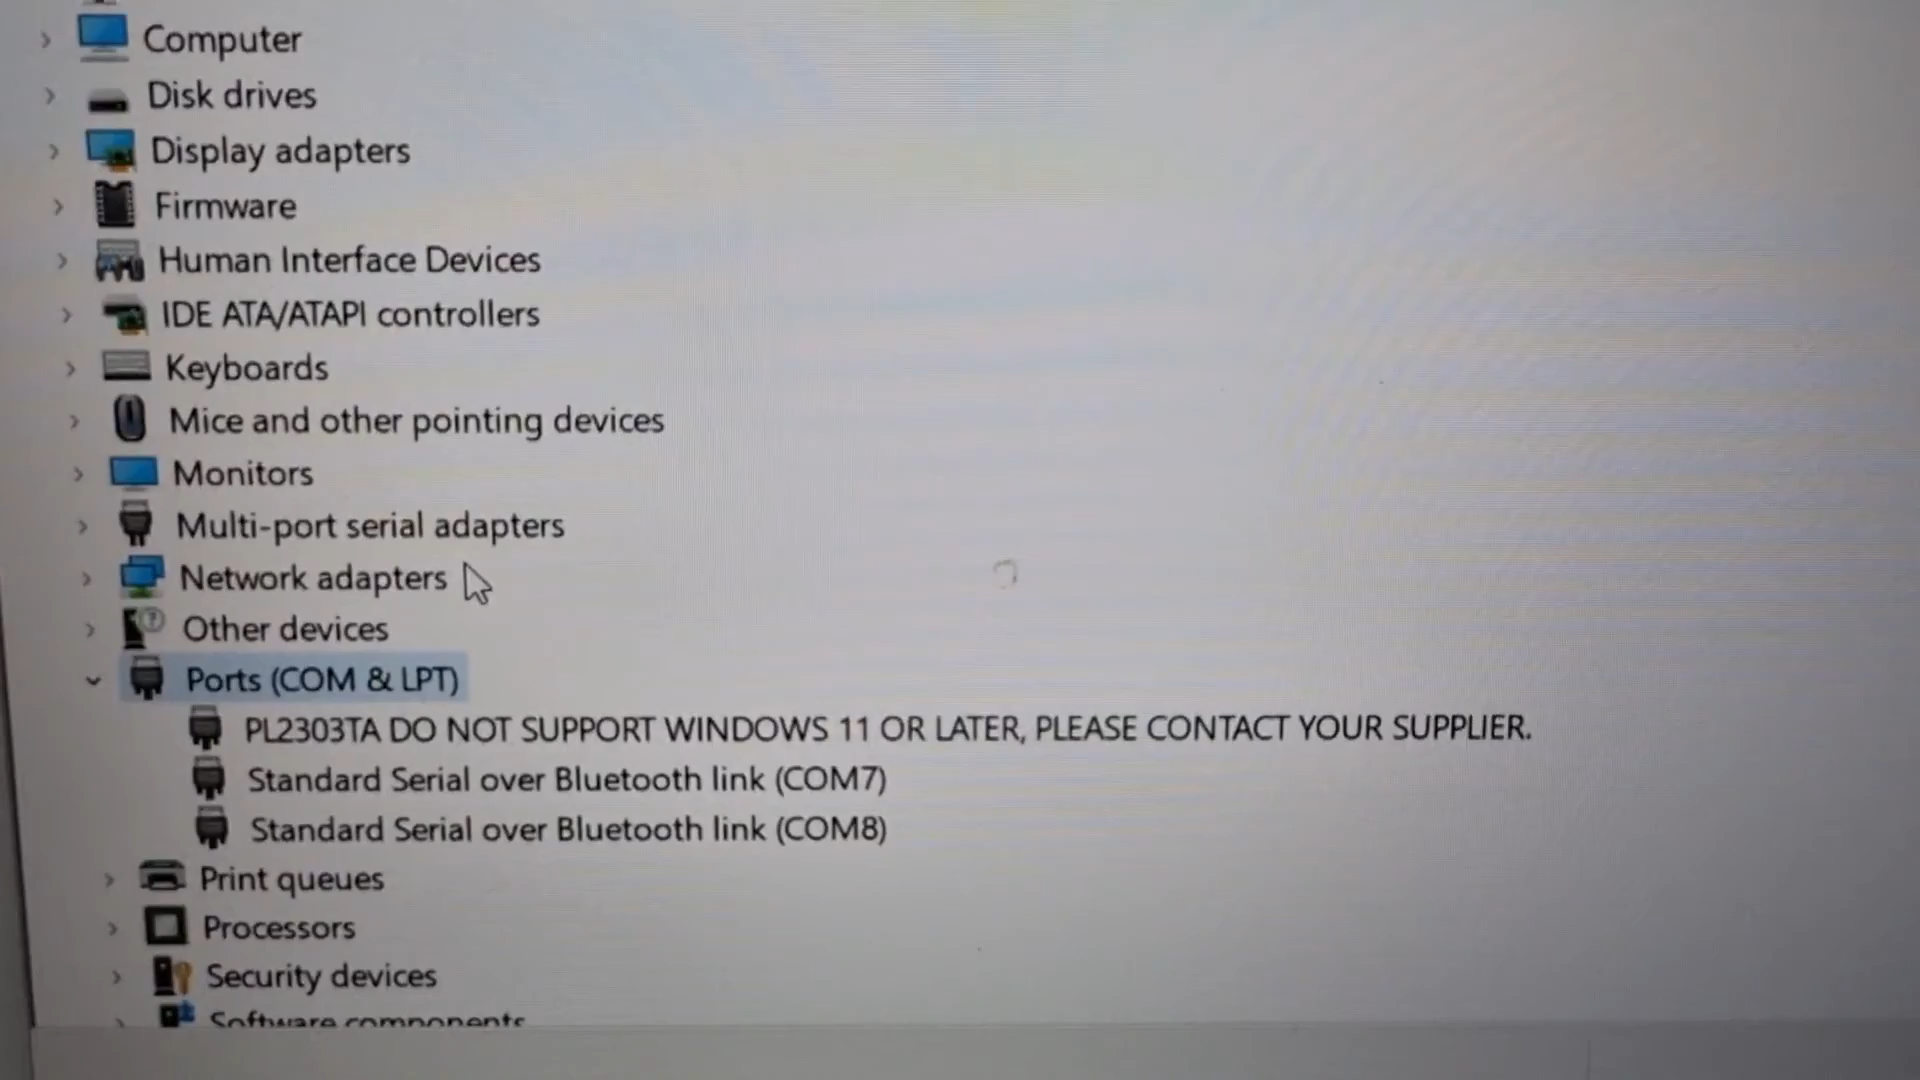 Computer
Disk drives
Display adapters
Firmware
Human Interface Devices
IDE ATA/ATAPI controllers
Keyboards
Mice and other pointing devices
Monitors
Multi-port serial adapters
Network adapters
Other devices
Ports (COM & LPT)
PL2303TA DO NOT SUPPORT WINDOWS 11 OR LATER, PLEASE CONTACT YOUR SUPPLIER.
Standard Serial over Bluetooth link (COM7)
Standard Serial over Bluetooth link (COM8)
Print queues
Processors
Security devices
Software components